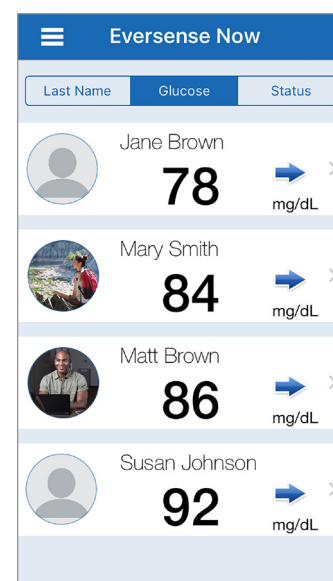 Eversense Now
Last Name Glucose Status
Jane Brown
78
mg/dL
Mary Smith
84
mg/dL
Matt Brown
86
mg/dL
Susan Johnson
92
mg/dL